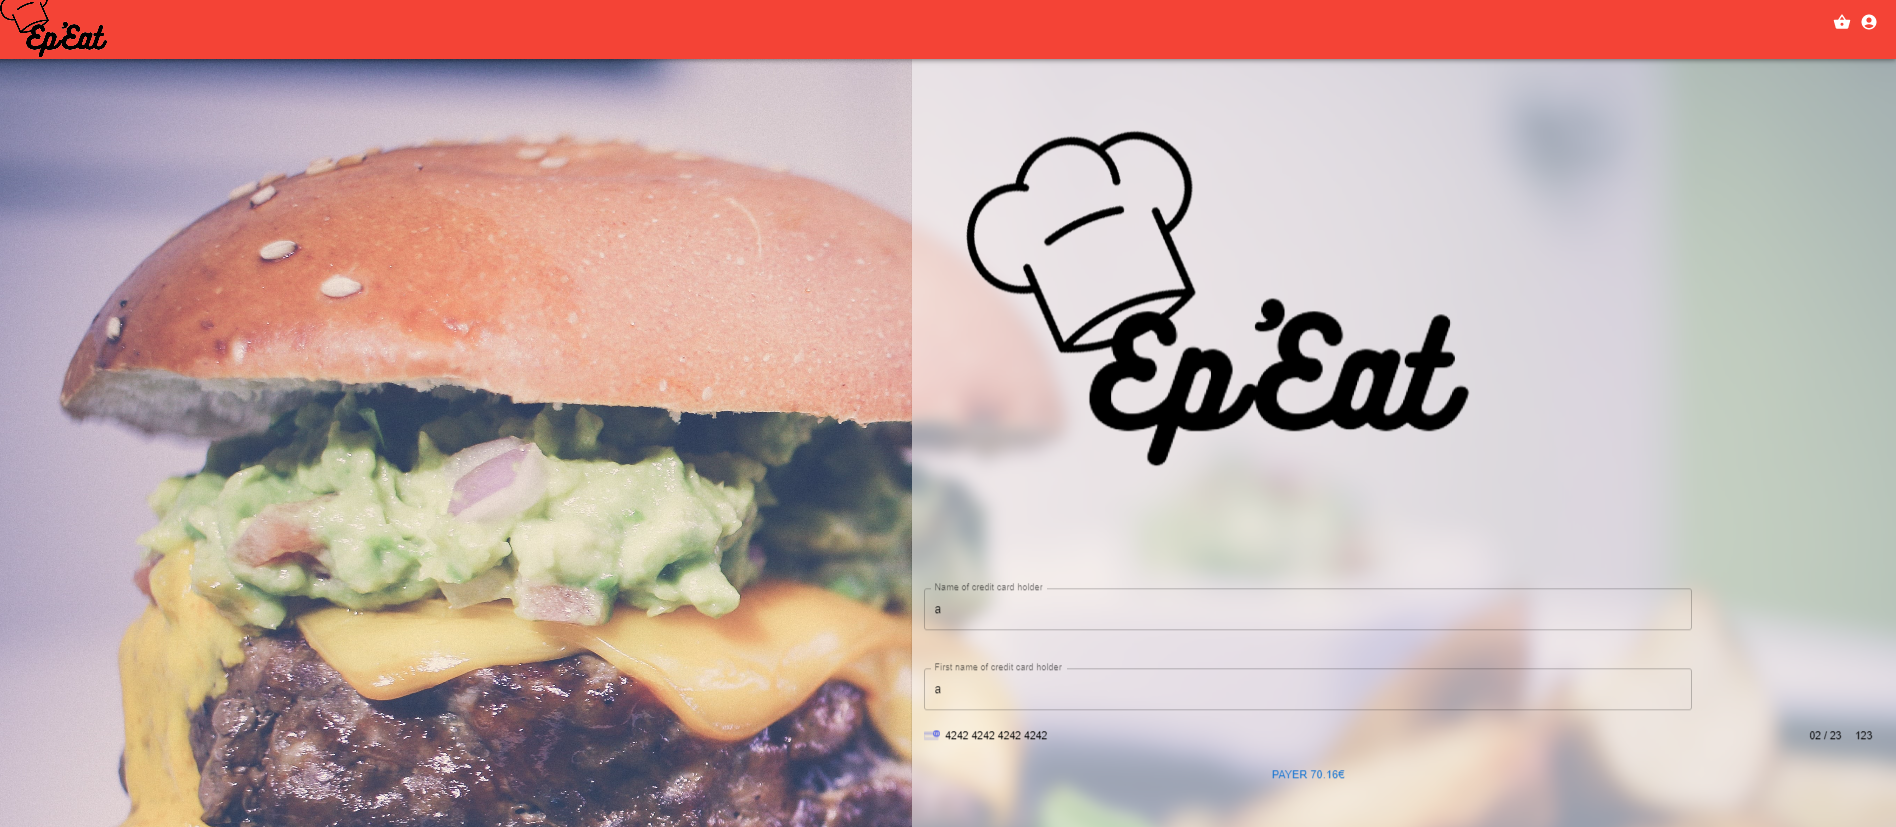 Ep'Eat
Ep'Eat
Name of credit card holder
a
First name of credit card holder
a
4242 4242 4242 4242 02 / 23 123
PAYER 70.16€